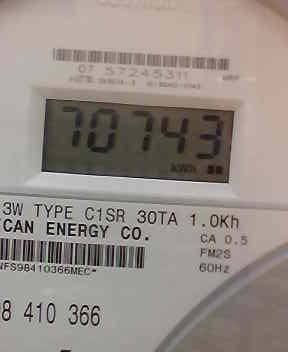 07 57245311
70743
kWh
3W TYPE C1SR 30TA 1.0Kh
CAN ENERGY CO.
CA 0.5
FM2S
60Hz
NFS98410366MEC*
8 410 366